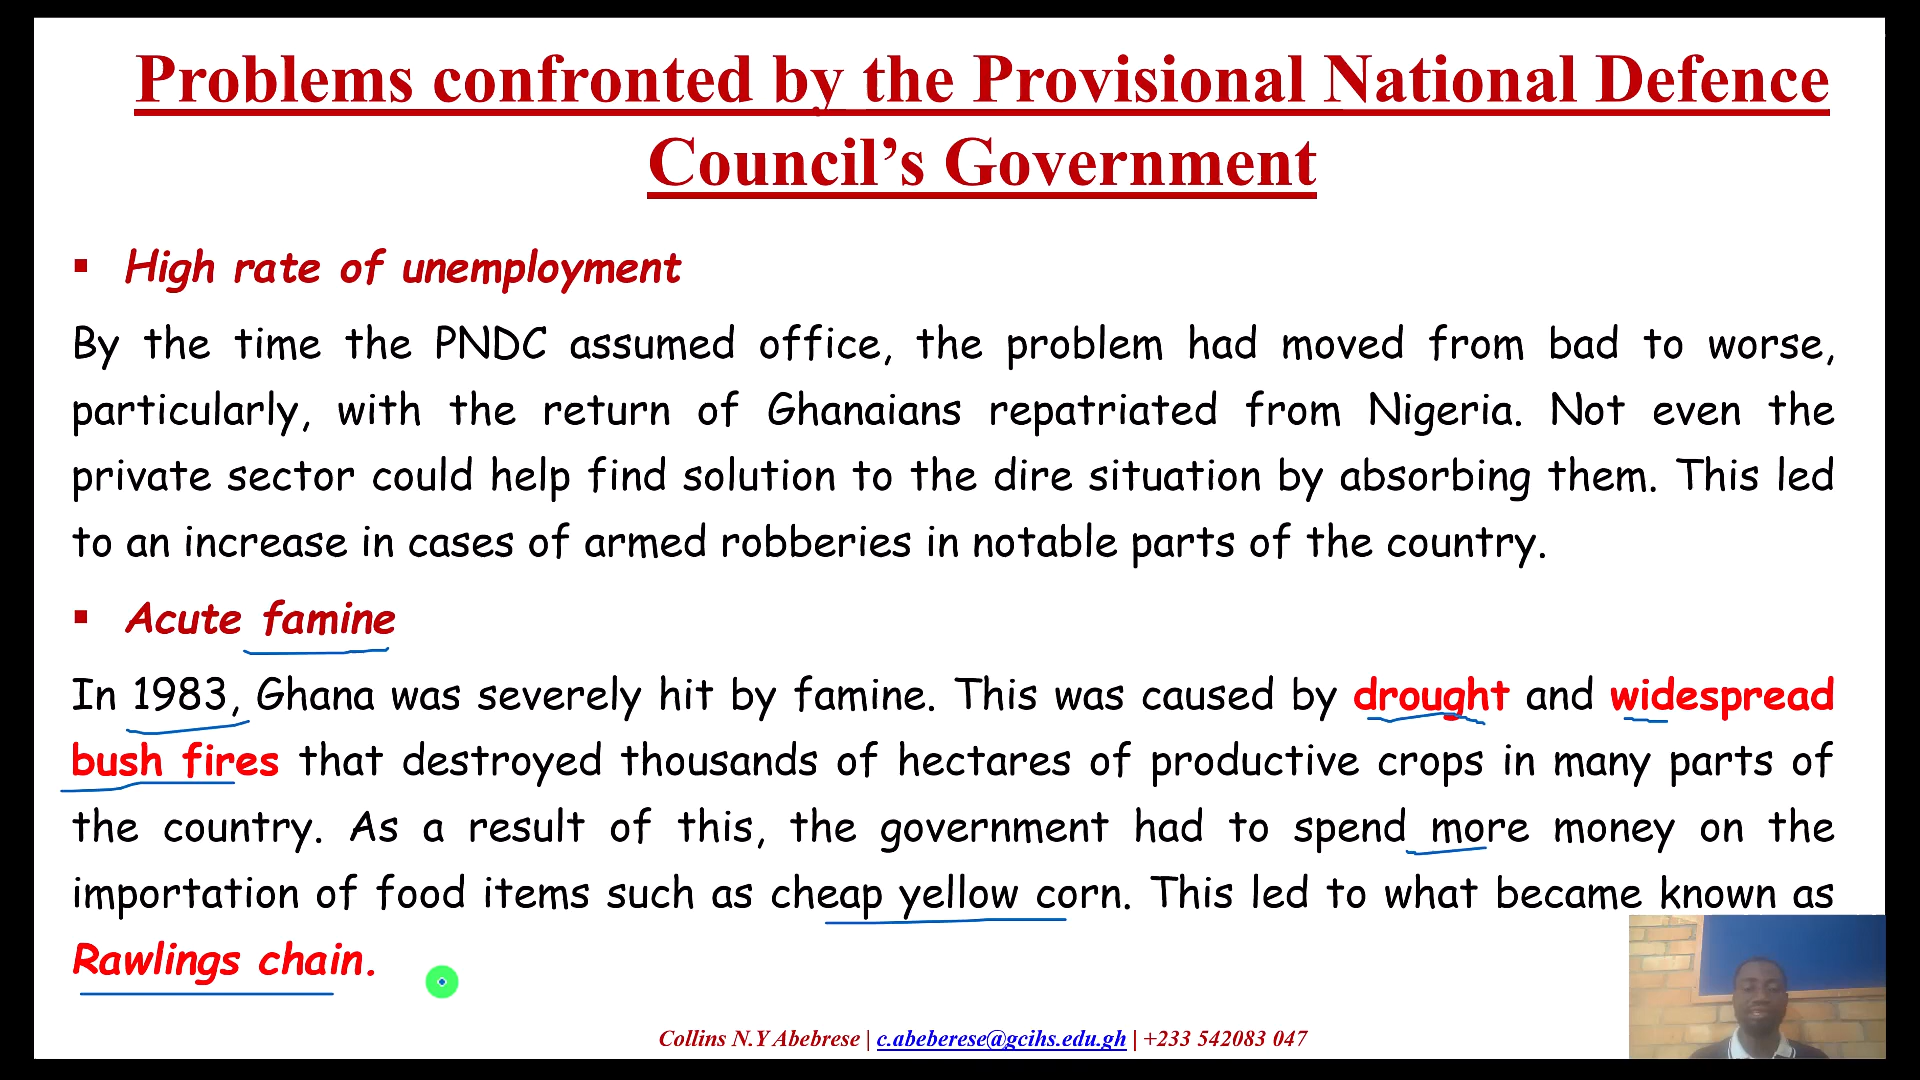 Problems confronted by the Provisional National Defence
Council’s Government
▪ High rate of unemployment
By the time the PNDC assumed office, the problem had moved from bad to worse,
particularly, with the return of Ghanaians repatriated from Nigeria. Not even the
private sector could help find solution to the dire situation by absorbing them. This led
to an increase in cases of armed robberies in notable parts of the country.
▪ Acute famine
In 1983, Ghana was severely hit by famine. This was caused by drought and widespread
bush fires that destroyed thousands of hectares of productive crops in many parts of
the country. As a result of this, the government had to spend more money on the
importation of food items such as cheap yellow corn. This led to what became known as
Rawlings chain.
Collins N.Y Abebrese | c.abeberese@gcihs.edu.gh | +233 542083 047